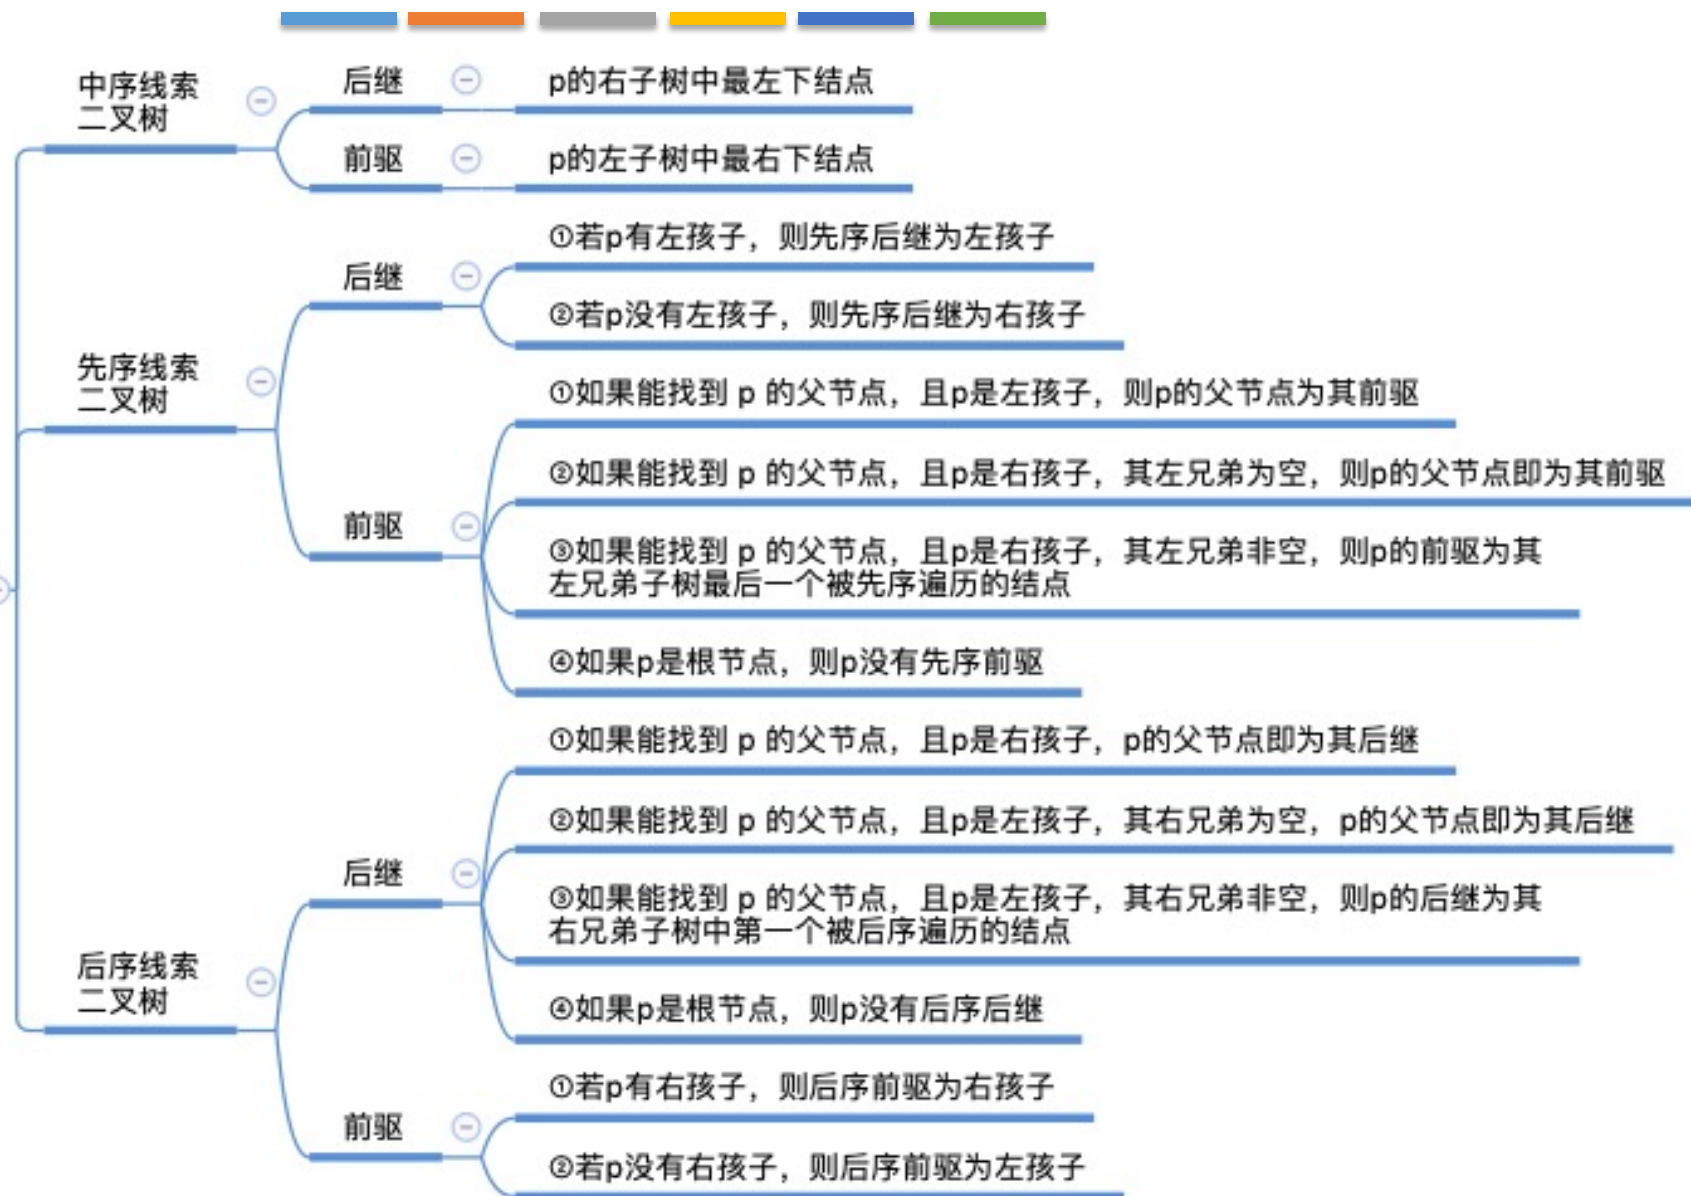 中序线索
二叉树
后继
p的右子树中最左下结点
前驱
p的左子树中最右下结点
先序线索
二叉树
后继
①若p有左孩子，则先序后继为左孩子
②若p没有左孩子，则先序后继为右孩子
前驱
①如果能找到 p 的父节点，且p是左孩子，则p的父节点为其前驱
②如果能找到 p 的父节点，且p是右孩子，其左兄弟为空，则p的父节点即为其前驱
③如果能找到 p 的父节点，且p是右孩子，其左兄弟非空，则p的前驱为其
左兄弟子树最后一个被先序遍历的结点
④如果p是根节点，则p没有先序前驱
后序线索
二叉树
后继
①如果能找到 p 的父节点，且p是右孩子，p的父节点即为其后继
②如果能找到 p 的父节点，且p是左孩子，其右兄弟为空，p的父节点即为其后继
③如果能找到 p 的父节点，且p是左孩子，其右兄弟非空，则p的后继为其
右兄弟子树中第一个被后序遍历的结点
④如果p是根节点，则p没有后序后继
前驱
①若p有右孩子，则后序前驱为右孩子
②若p没有右孩子，则后序前驱为左孩子